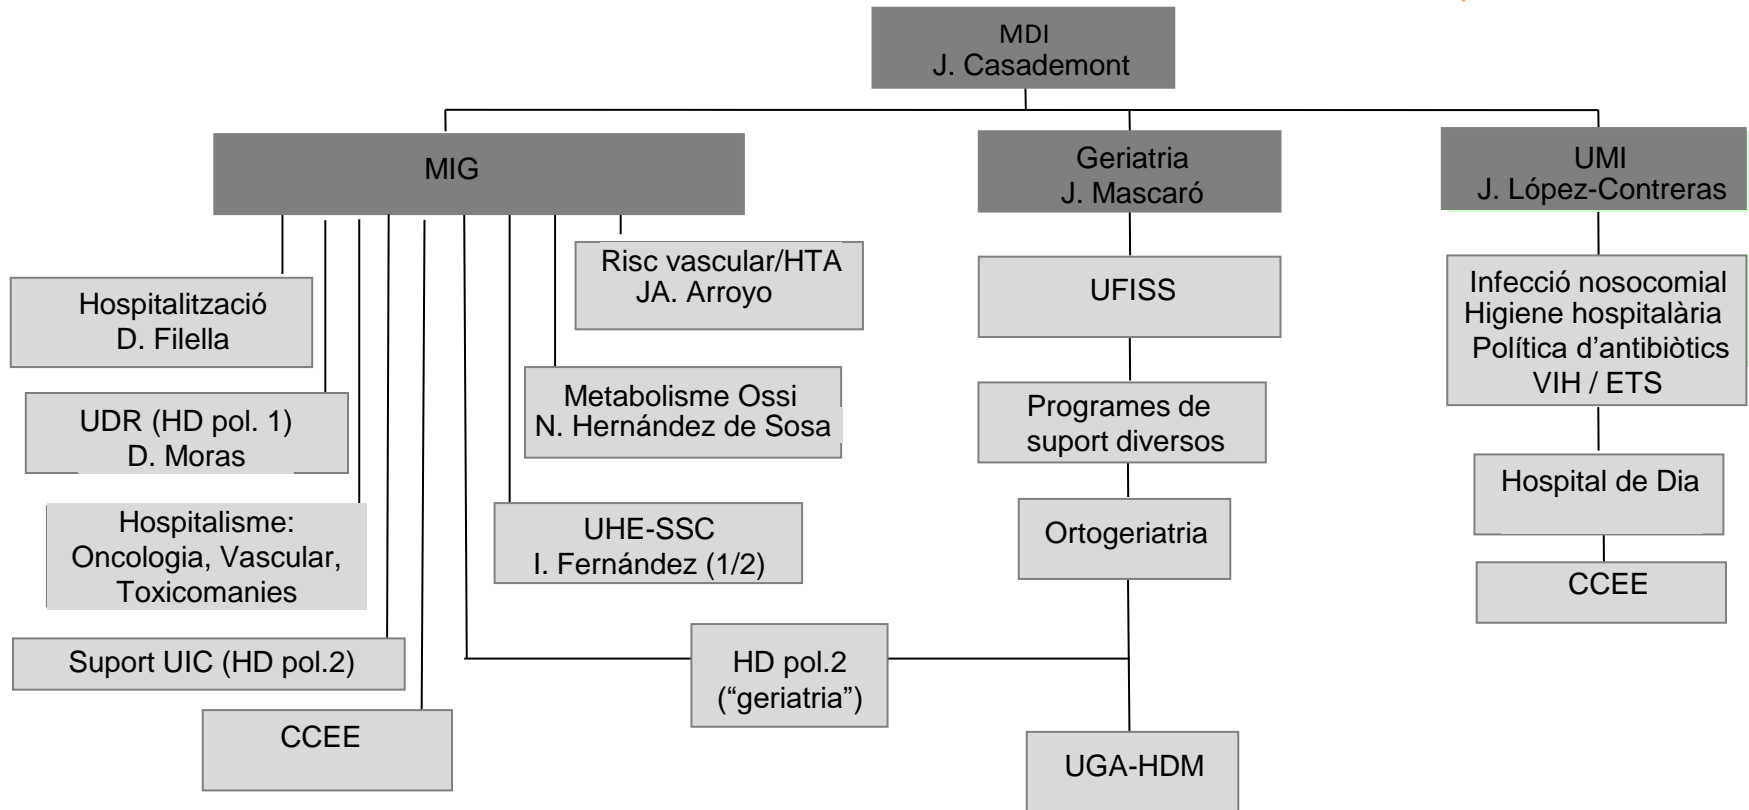 MDI
J. Casademont
MIG
Geriatria
J. Mascaró
UMI
J. López-Contreras
Hospitalització
D. Filella
UDR (HD pol. 1)
D. Moras
Hospitalisme:
Oncologia, Vascular,
Toxicomanies
Suport UIC (HD pol.2)
CCEE
Risc vascular/HTA
JA. Arroyo
Metabolisme Ossi
N. Hernández de Sosa
UHE-SSC
I. Fernández (1/2)
HD pol.2
(“geriatria”)
UFISS
Programes de
suport diversos
Ortogeriatria
UGA-HDM
Infecció nosocomial
Higiene hospitalària
Política d’antibiòtics
VIH / ETS
Hospital de Dia
CCEE